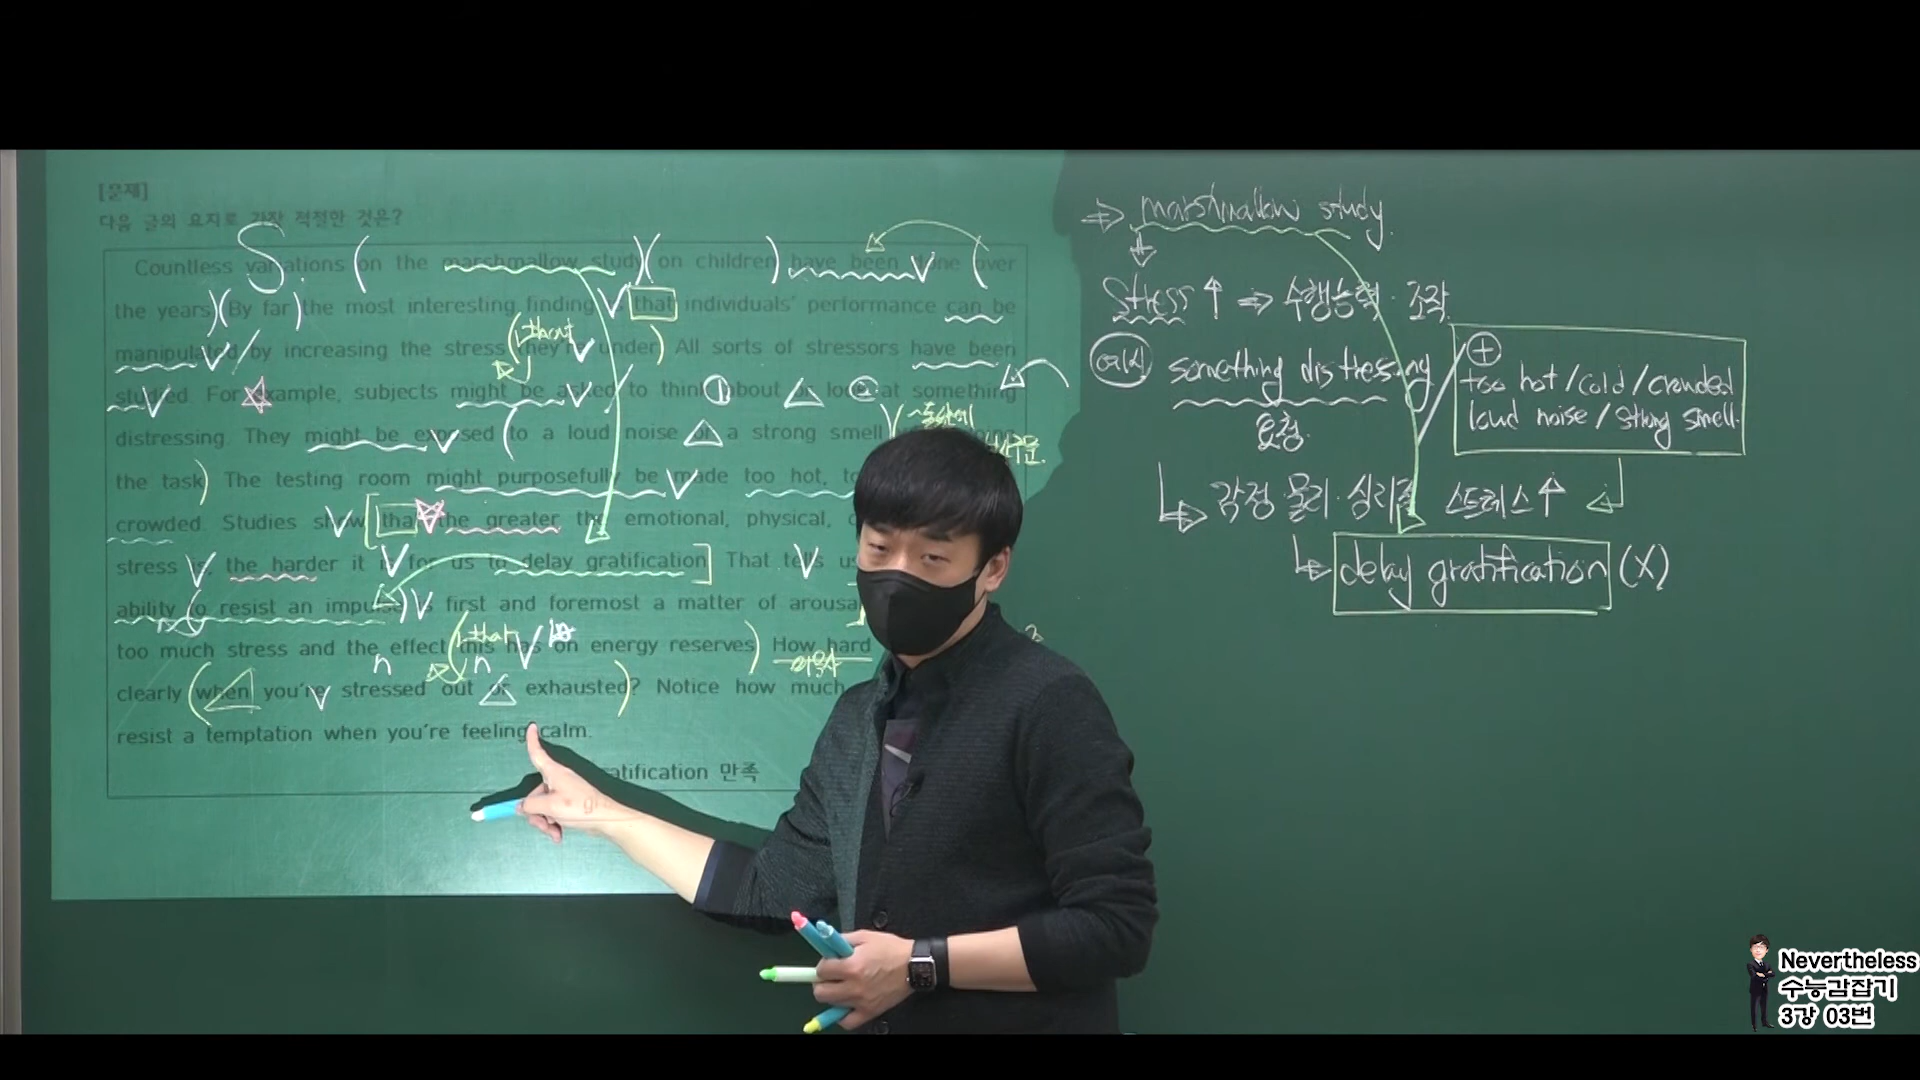 [문제]
다음 글의 요지로 가장 적절한 것은?
Countless variations on the marshmallow study on children have been done over
the years. By far the most interesting finding is that individuals' performance can be
manipulated by increasing the stress they're under. All sorts of stressors have been
studied. For example, subjects might be asked to think about or look at something
distressing. They might be exposed to a loud noise or a strong smell
the task. The testing room might purposefully be made too hot,
crowded. Studies show that the greater the emotional, physical,
stress is, the harder it is for us to delay gratification. That tells us
ability to resist an impulse is first and foremost a matter of arousal
too much stress and the effect this has on energy reserves. How hard
clearly when you're stressed out or exhausted? Notice how much
resist a temptation when you're feeling calm.
gratification 만족
S.
that
that
⇒ marshmallow study.
Stress ↑ ⇒ 수행능력 조작
예시 something distressing
요청.
⊕
too hot / cold / crowded
loud noise / strong smell.
감정·물리·심리적 스트레스 ↑
delay gratification (X)
Nevertheless
수능감잡기
3강 03번